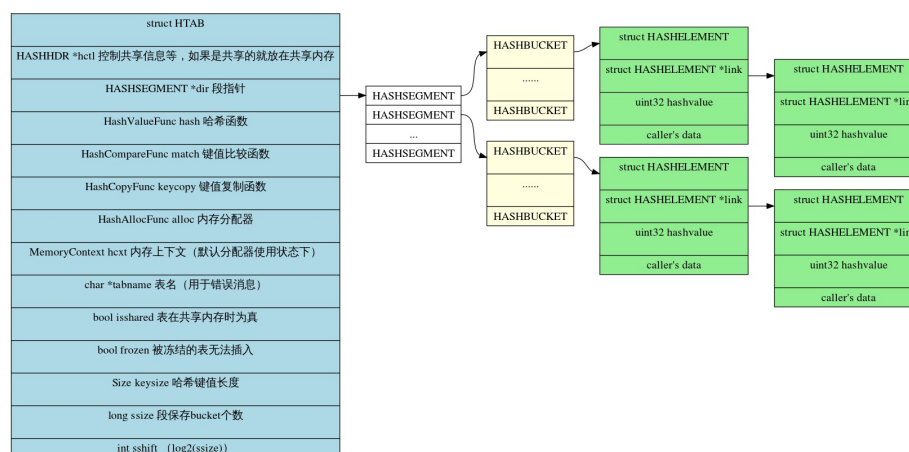 struct HTAB
HASHHDR *hctl 控制共享信息等，如果是共享的就放在共享内存
HASHSEGMENT *dir 段指针
HashValueFunc hash 哈希函数
HashCompareFunc match 键值比较函数
HashCopyFunc keycopy 键值复制函数
HashAllocFunc alloc 内存分配器
MemoryContext hcxt 内存上下文（默认分配器使用状态下）
char *tabname 表名（用于错误消息）
bool isshared 表在共享内存时为真
bool frozen 被冻结的表无法插入
Size keysize 哈希键值长度
long ssize 段保存bucket个数
int sshift （log2(ssize)）
HASHSEGMENT
HASHSEGMENT
...
HASHSEGMENT
HASHBUCKET
......
HASHBUCKET
HASHBUCKET
......
HASHBUCKET
struct HASHELEMENT
struct HASHELEMENT *link
uint32 hashvalue
caller's data
struct HASHELEMENT
struct HASHELEMENT *link
uint32 hashvalue
caller's data
struct HASHELEMENT
struct HASHELEMENT *lin
uint32 hashvalue
caller's data
struct HASHELEMENT
struct HASHELEMENT *lin
uint32 hashvalue
caller's data